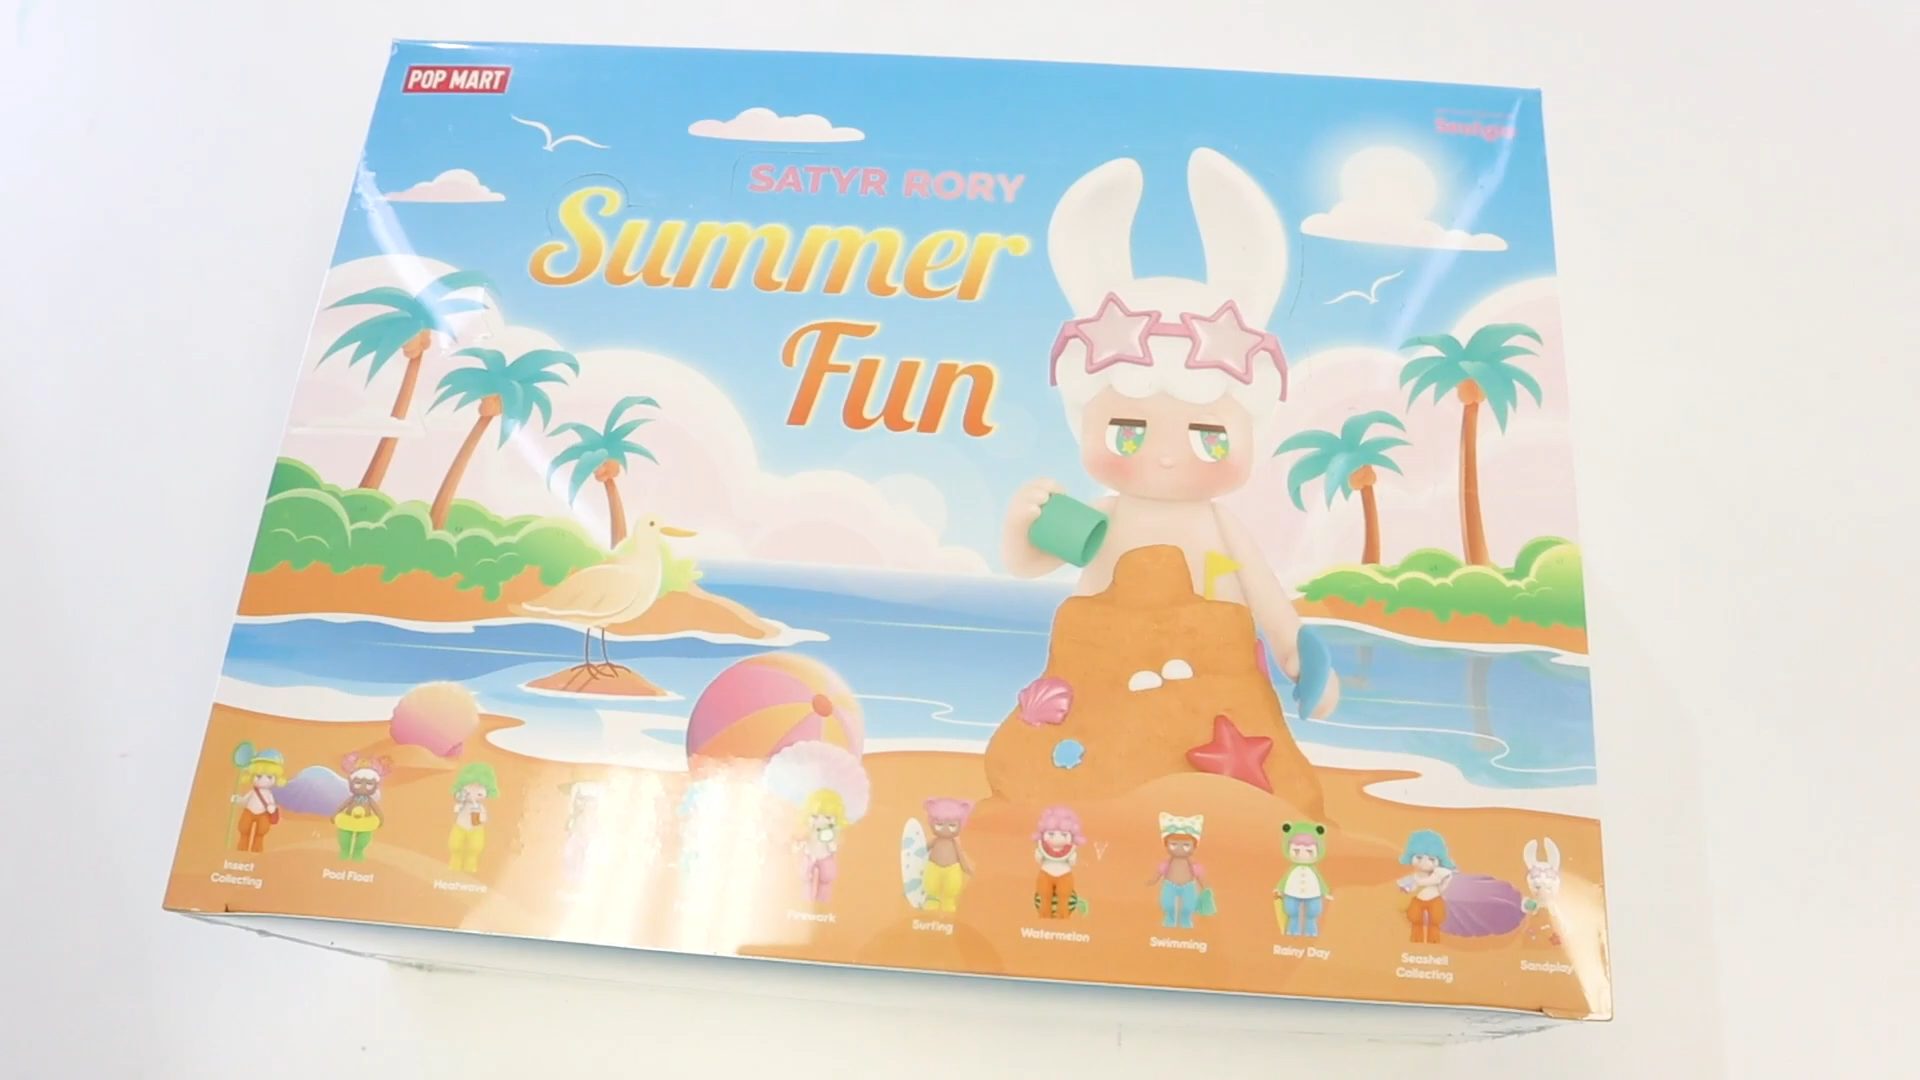 POP MART
SATYR RORY
Summer
Fun
Insect
Collecting
Pool Float
Heatwave
Firework
Surfing
Watermelon
Swimming
Rainy Day
Seashell
Collecting
Sandplay